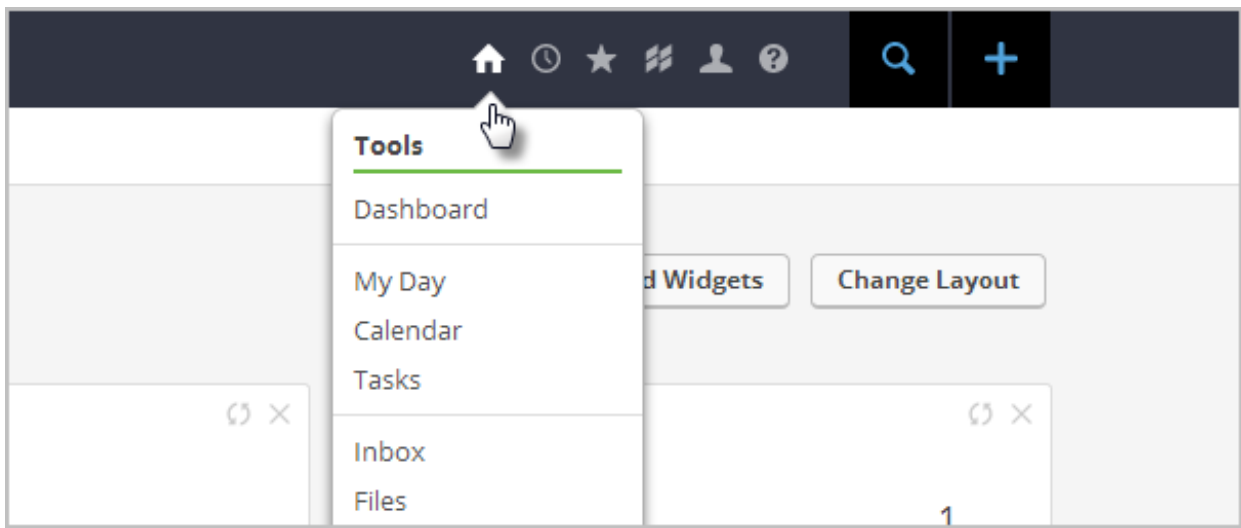 Tools
Dashboard
My Day
d Widgets
Change Layout
Calendar
Tasks
Inbox
Files
1